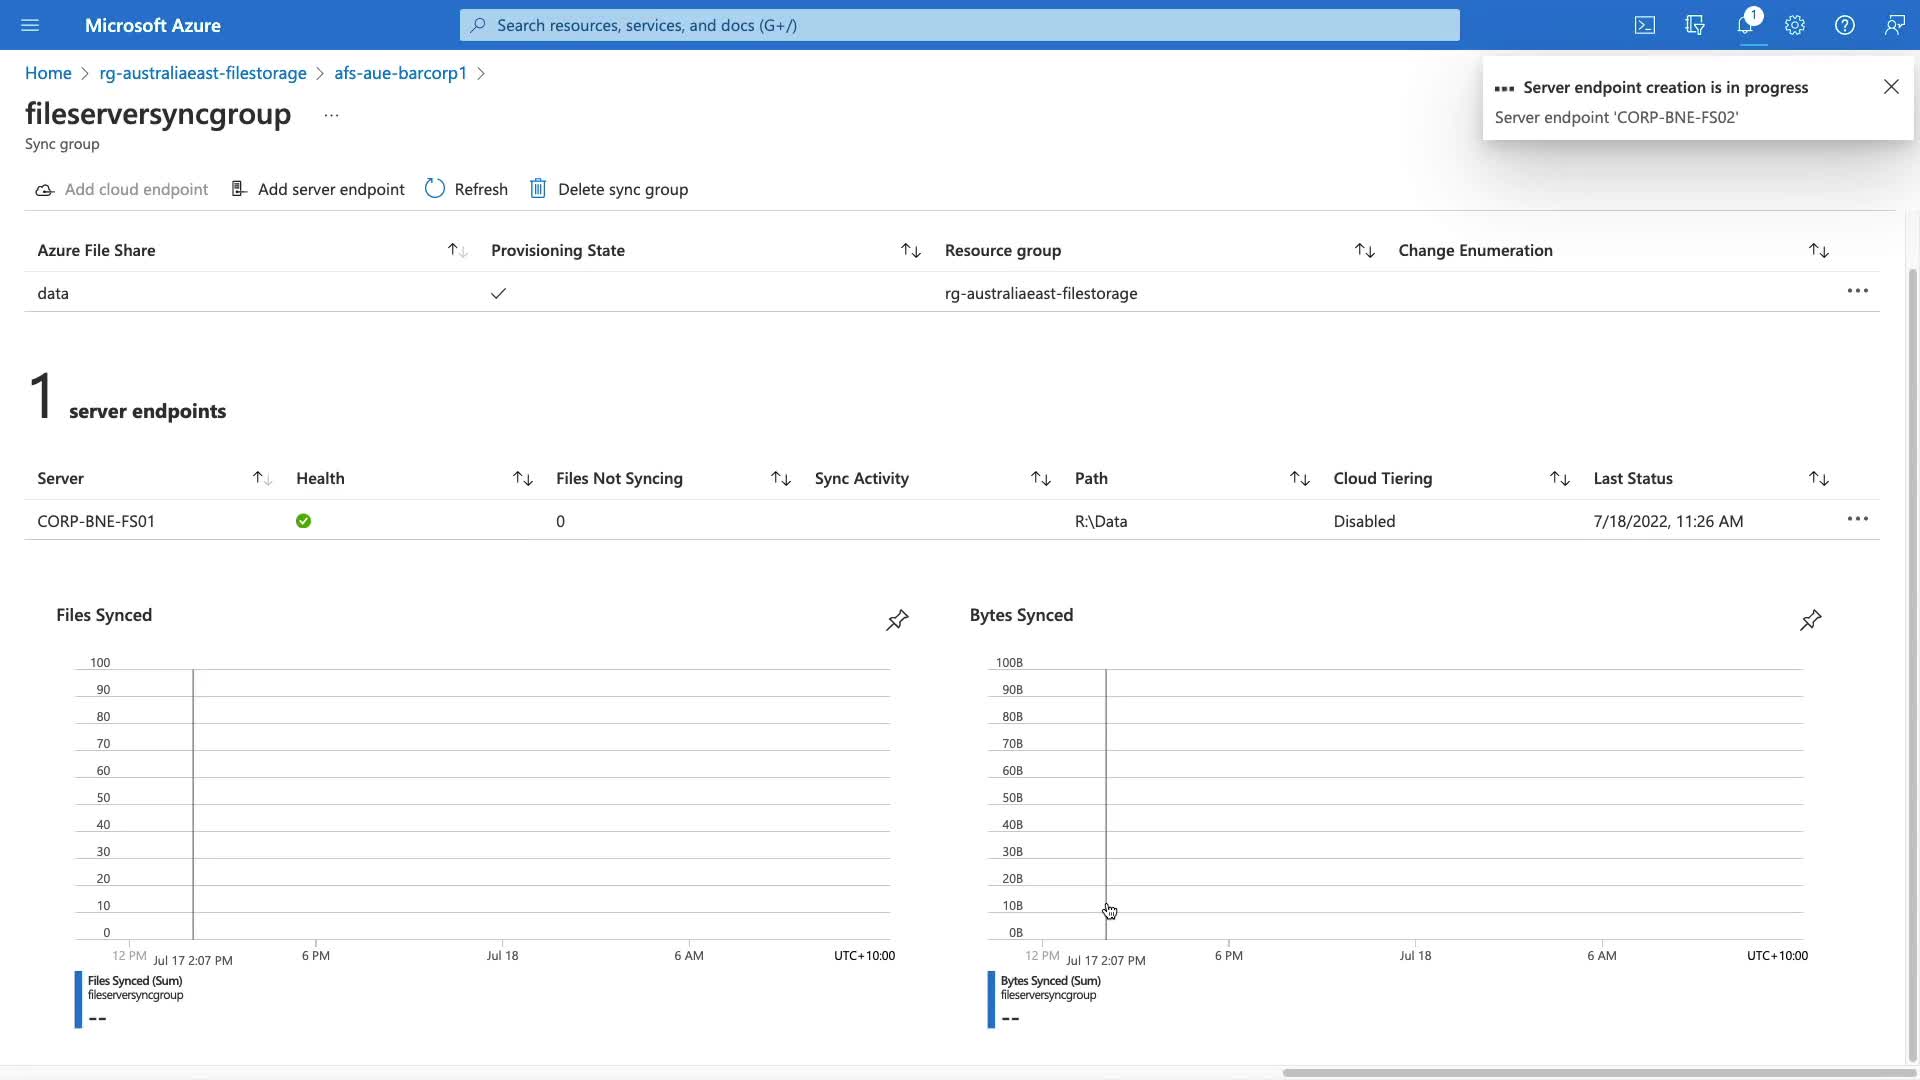 Microsoft Azure
Search resources, services, and docs (G+/)
1
Home > rg-australiaeast-filestorage > afs-aue-barcorp1 >
fileserversyncgroup ...
Sync group
Server endpoint creation is in progress
Server endpoint 'CORP-BNE-FS02'
Add cloud endpoint Add server endpoint Refresh Delete sync group
Azure File Share Provisioning State Resource group Change Enumeration
data rg-australiaeast-filestorage
1 server endpoints
Server Health Files Not Syncing Sync Activity Path Cloud Tiering Last Status
CORP-BNE-FS01 0 R:\Data Disabled 7/18/2022, 11:26 AM
Files Synced
100
90
80
70
60
50
40
30
20
10
0
12 PM Jul 17 2:07 PM 6 PM Jul 18 6 AM UTC+10:00
Files Synced (Sum)
fileserversyncgroup
--
Bytes Synced
100B
90B
80B
70B
60B
50B
40B
30B
20B
10B
0B
12 PM Jul 17 2:07 PM 6 PM Jul 18 6 AM UTC+10:00
Bytes Synced (Sum)
fileserversyncgroup
--